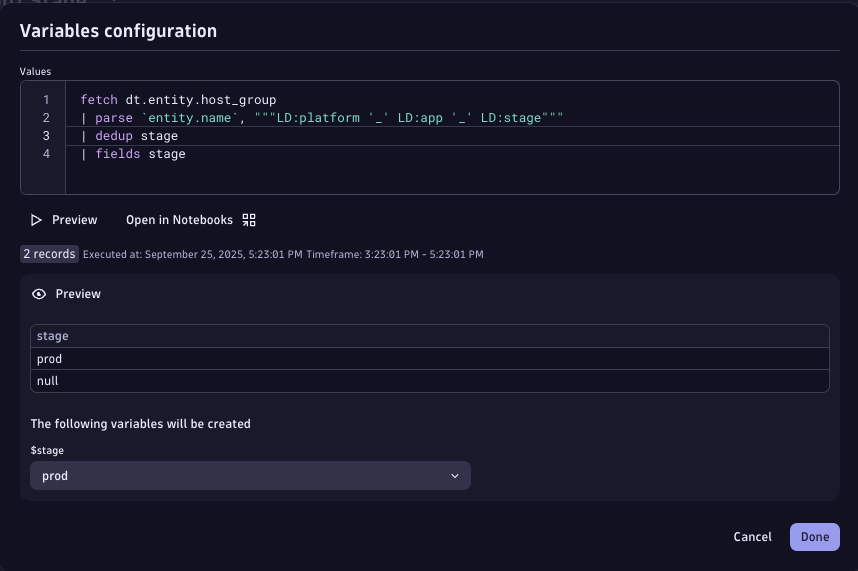 Variables configuration
Values
1 fetch dt.entity.host_group
2 | parse `entity.name`, """LD:platform '_' LD:app '_' LD:stage"""
3 | dedup stage
4 | fields stage
Preview Open in Notebooks
2 records Executed at: September 25, 2025, 5:23:01 PM Timeframe: 3:23:01 PM - 5:23:01 PM
Preview
stage
prod
null
The following variables will be created
$stage
prod
Cancel Done